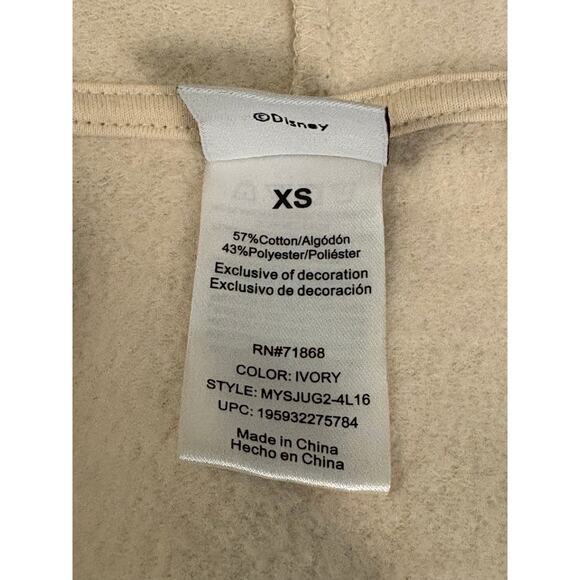 ©Disney
XS
57%Cotton/Algódón
43%Polyester/Poliéster
Exclusive of decoration
Exclusivo de decoración
RN#71868
COLOR: IVORY
STYLE: MYSJUG2-4L16
UPC: 195932275784
Made in China
Hecho en China